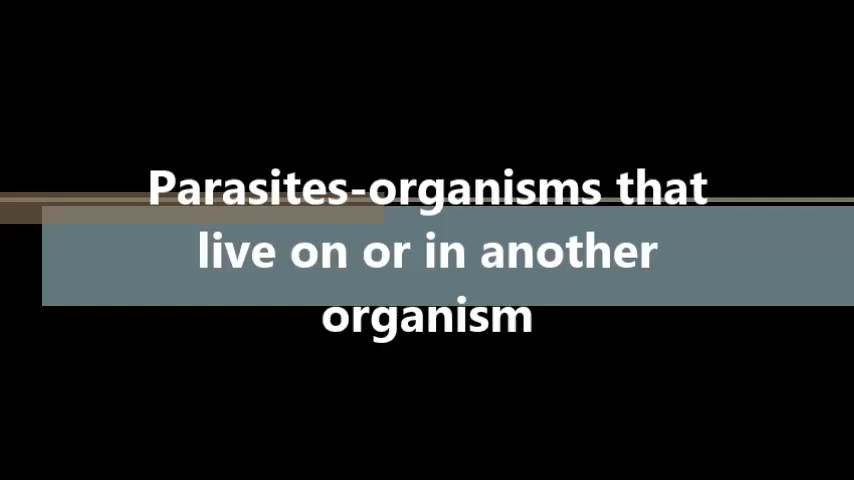 Parasites-organisms that
live on or in another
organism